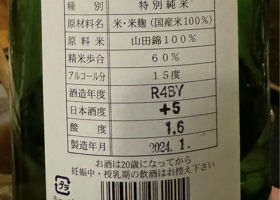 種別 特別純米
原材料名 米・米麹(国産米100%)
原料米 山田錦100%
精米歩合 60%
アルコール分 15度
酒造年度 R4BY
日本酒度 +5
酸度 1.6
製造年月 2024.1.
お酒は20歳になってから
妊娠中・授乳期の飲酒はお控え下さい。